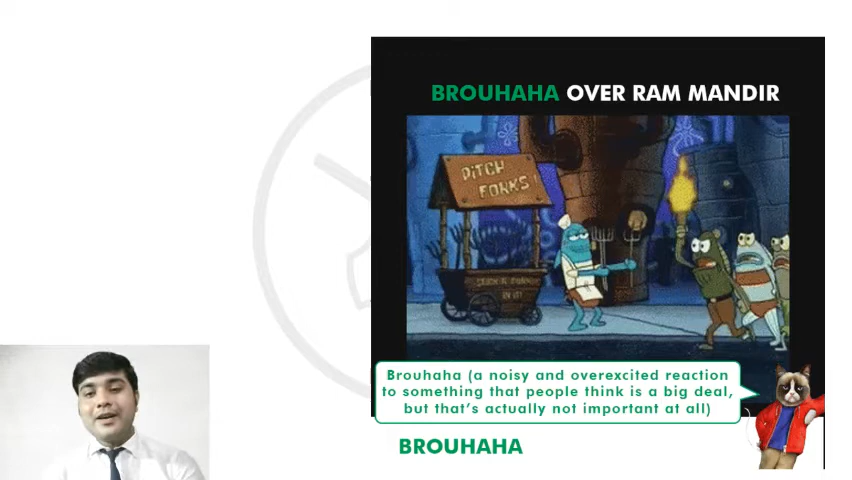 BROUHAHA OVER RAM MANDIR
PITCH
FORKS!
Brouhaha (a noisy and overexcited reaction
to something that people think is a big deal,
but that's actually not important at all)
BROUHAHA